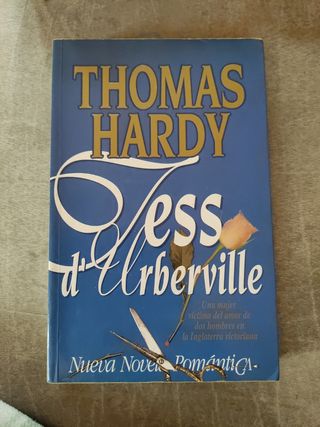 THOMAS
HARDY
Tess
d'Urberville
Una mujer
víctima del amor de
dos hombres en
la Inglaterra victoriana
Nueva Novela Romántica